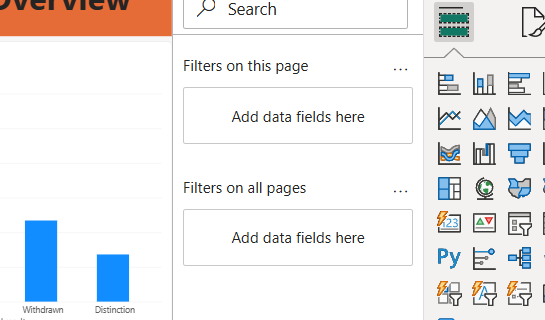 Overview
Search
Filters on this page
...
Add data fields here
Filters on all pages
...
Add data fields here
123
Py
A
Withdrawn
Distinction